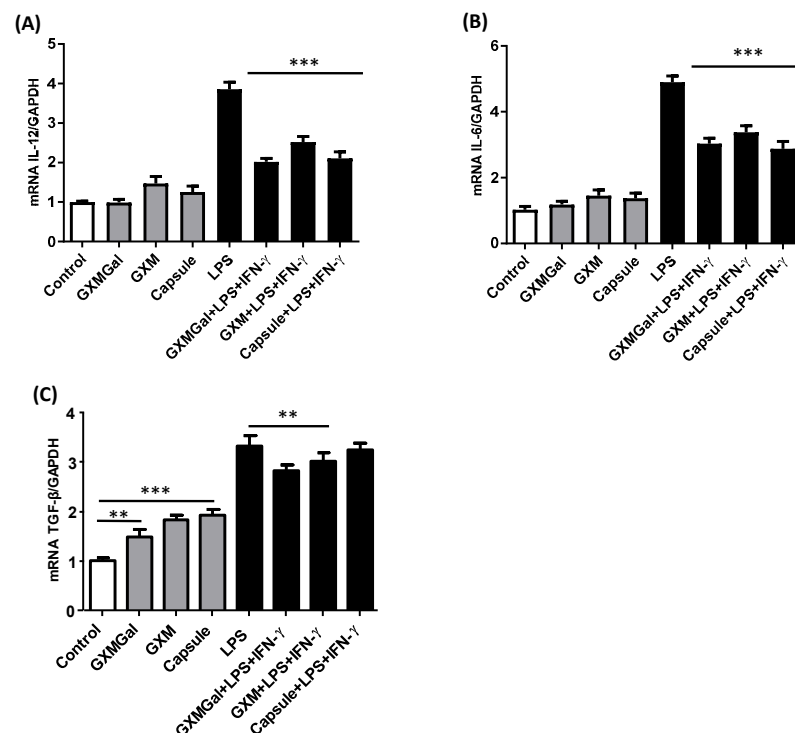 (A)
mRNA IL-12/GAPDH
5
4
3
2
1
0
***
Control
GXMGal
GXM
Capsule
LPS
GXMGal+LPS+IFN-γ
GXM+LPS+IFN-γ
Capsule+LPS+IFN-γ
(B)
mRNA IL-6/GAPDH
6
4
2
0
***
Control
GXMGal
GXM
Capsule
LPS
GXMGal+LPS+IFN-γ
GXM+LPS+IFN-γ
Capsule+LPS+IFN-γ
(C)
mRNA TGF-β/GAPDH
4
3
2
1
0
**
***
**
Control
GXMGal
GXM
Capsule
LPS
GXMGal+LPS+IFN-γ
GXM+LPS+IFN-γ
Capsule+LPS+IFN-γ